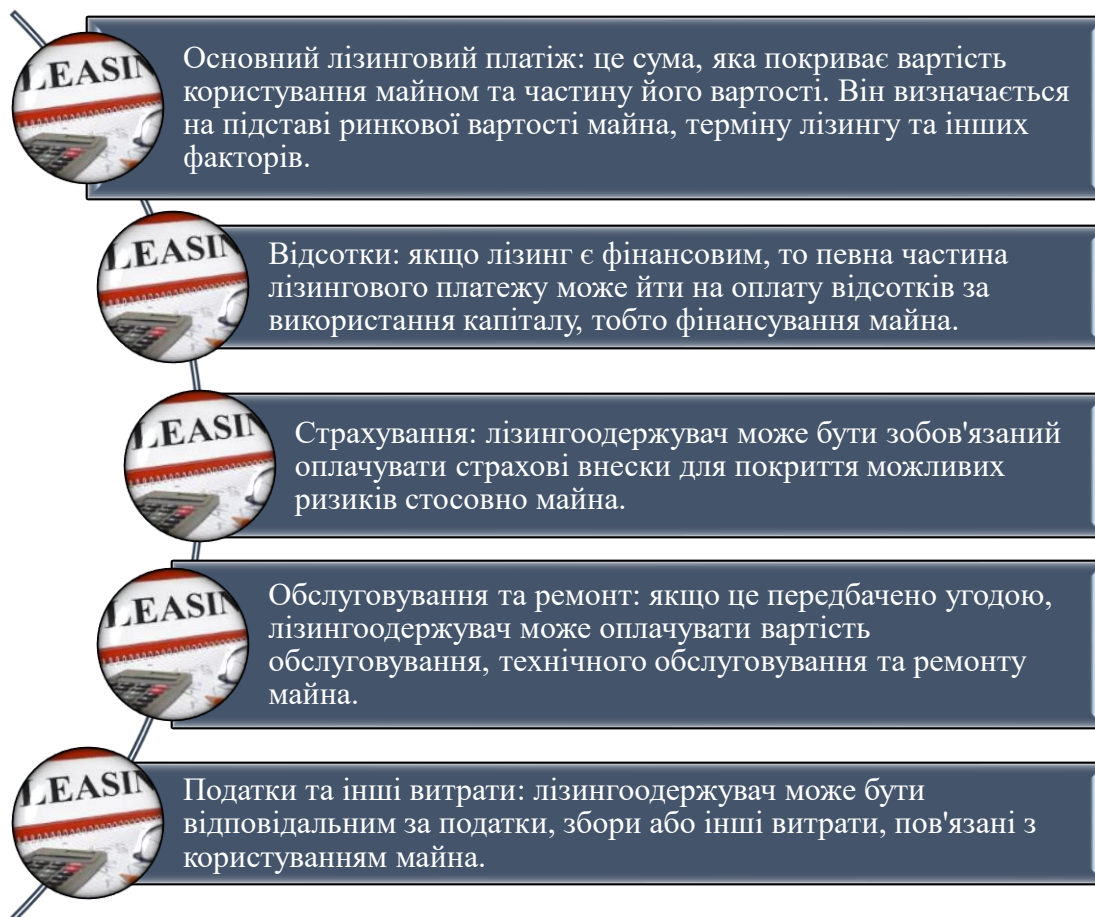 LEASIN
Основний лізинговий платіж: це сума, яка покриває вартість
користування майном та частину його вартості. Він визначається
на підставі ринкової вартості майна, терміну лізингу та інших
факторів.
LEASIN
Відсотки: якщо лізинг є фінансовим, то певна частина
лізингового платежу може йти на оплату відсотків за
використання капіталу, тобто фінансування майна.
LEASIN
Страхування: лізингоодержувач може бути зобов'язаний
оплачувати страхові внески для покриття можливих
ризиків стосовно майна.
LEASIN
Обслуговування та ремонт: якщо це передбачено угодою,
лізингоодержувач може оплачувати вартість
обслуговування, технічного обслуговування та ремонту
майна.
LEASIN
Податки та інші витрати: лізингоодержувач може бути
відповідальним за податки, збори або інші витрати, пов'язані з
користуванням майна.